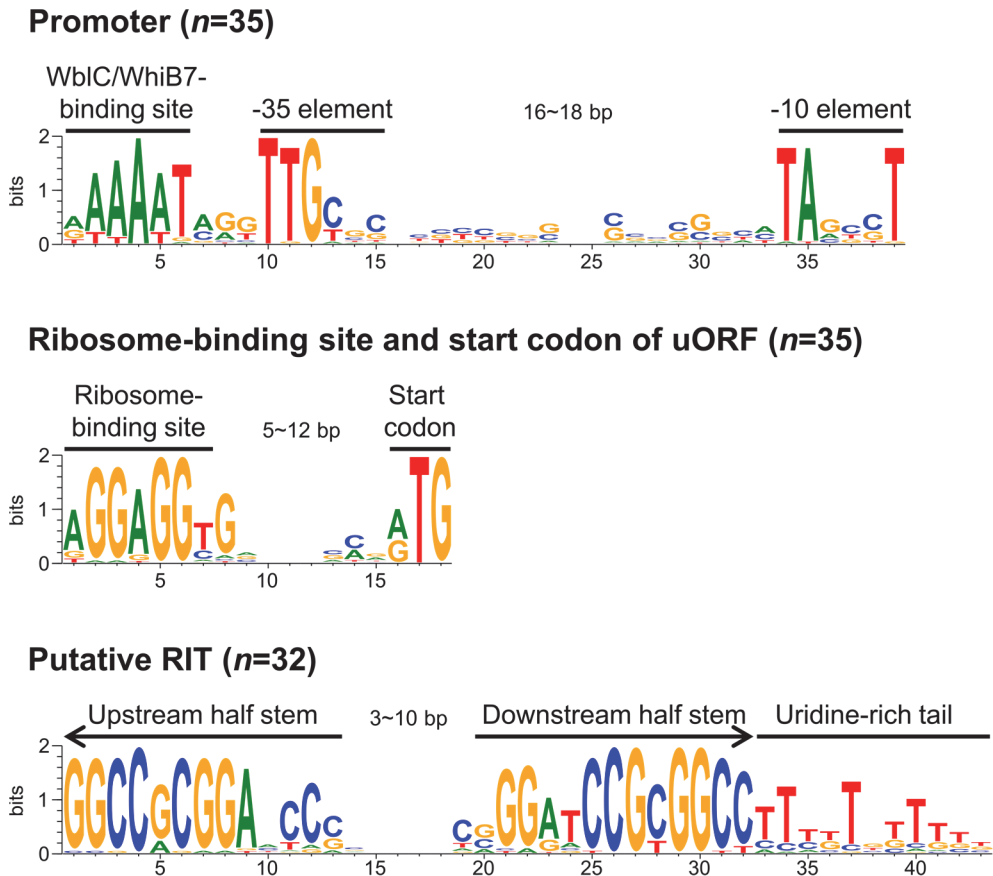 Promoter (n=35)
WblC/WhiB7-
binding site
-35 element
16~18 bp
-10 element
2
1
0
bits
5 10 15 20 25 30 35
Ribosome-binding site and start codon of uORF (n=35)
Ribosome-
binding site
5~12 bp
Start
codon
2
1
0
bits
5 10 15
Putative RIT (n=32)
Upstream half stem
3~10 bp
Downstream half stem
Uridine-rich tail
2
1
0
bits
5 10 15 20 25 30 35 40